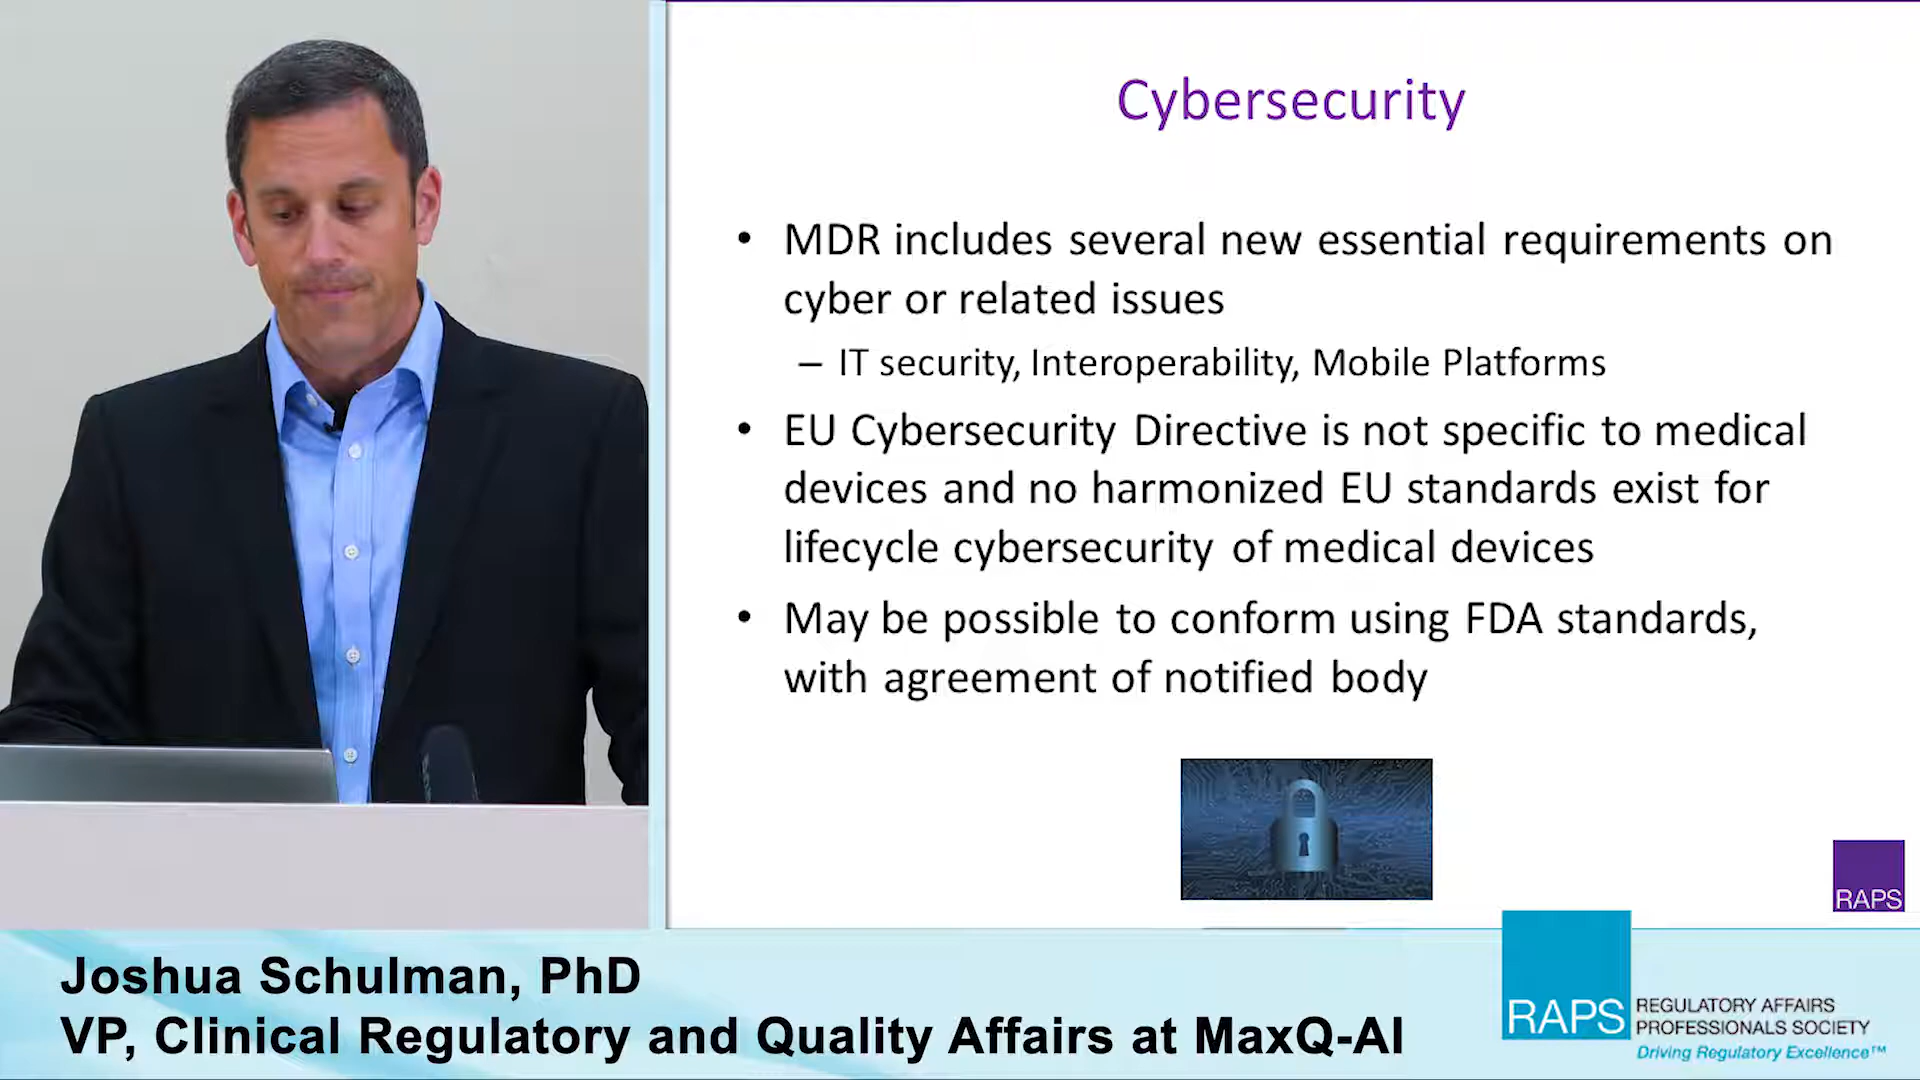 Cybersecurity
• MDR includes several new essential requirements on
cyber or related issues
– IT security, Interoperability, Mobile Platforms
• EU Cybersecurity Directive is not specific to medical
devices and no harmonized EU standards exist for
lifecycle cybersecurity of medical devices
• May be possible to conform using FDA standards,
with agreement of notified body
RAPS
Joshua Schulman, PhD
VP, Clinical Regulatory and Quality Affairs at MaxQ-AI
RAPS
REGULATORY AFFAIRS
PROFESSIONALS SOCIETY
Driving Regulatory Excellence™